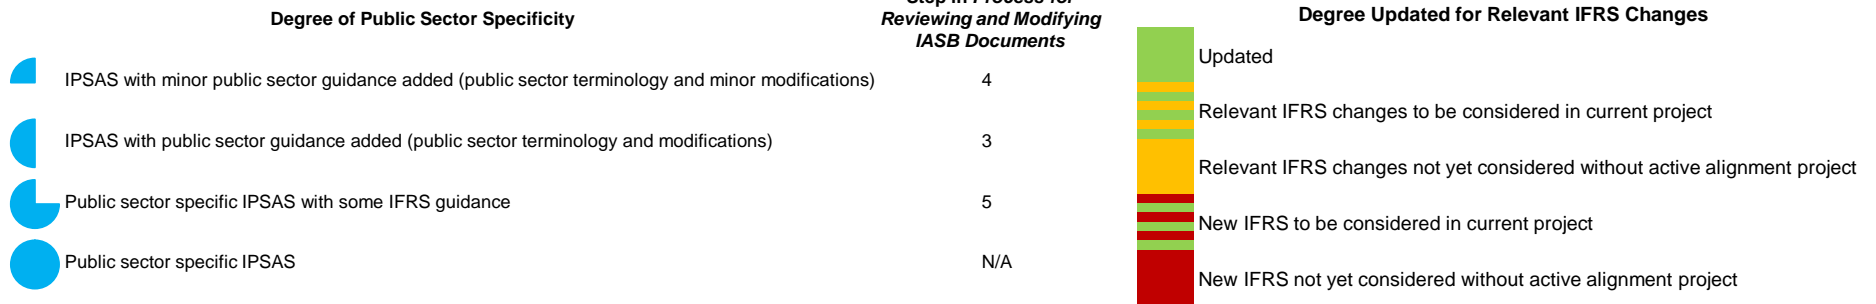 Degree of Public Sector Specificity
Step in Process for
Reviewing and Modifying
IASB Documents
IPSAS with minor public sector guidance added (public sector terminology and minor modifications)
4
IPSAS with public sector guidance added (public sector terminology and modifications)
3
Public sector specific IPSAS with some IFRS guidance
5
Public sector specific IPSAS
N/A
Degree Updated for Relevant IFRS Changes
Updated
Relevant IFRS changes to be considered in current project
Relevant IFRS changes not yet considered without active alignment project
New IFRS to be considered in current project
New IFRS not yet considered without active alignment project